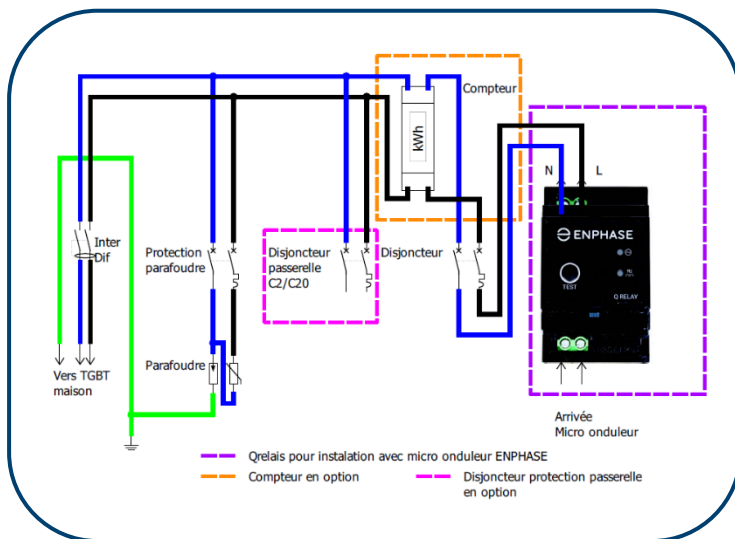 Compteur
kWh
N
L
ENPHASE
TEST
Q RELAY
Inter
Dif
Protection
parafoudre
Disjoncteur
passerelle
C2/C20
Disjoncteur
Vers TGBT
maison
Parafoudre
Arrivée
Micro onduleur
Qrelais pour instalation avec micro onduleur ENPHASE
Compteur en option
Disjoncteur protection passerelle
en option